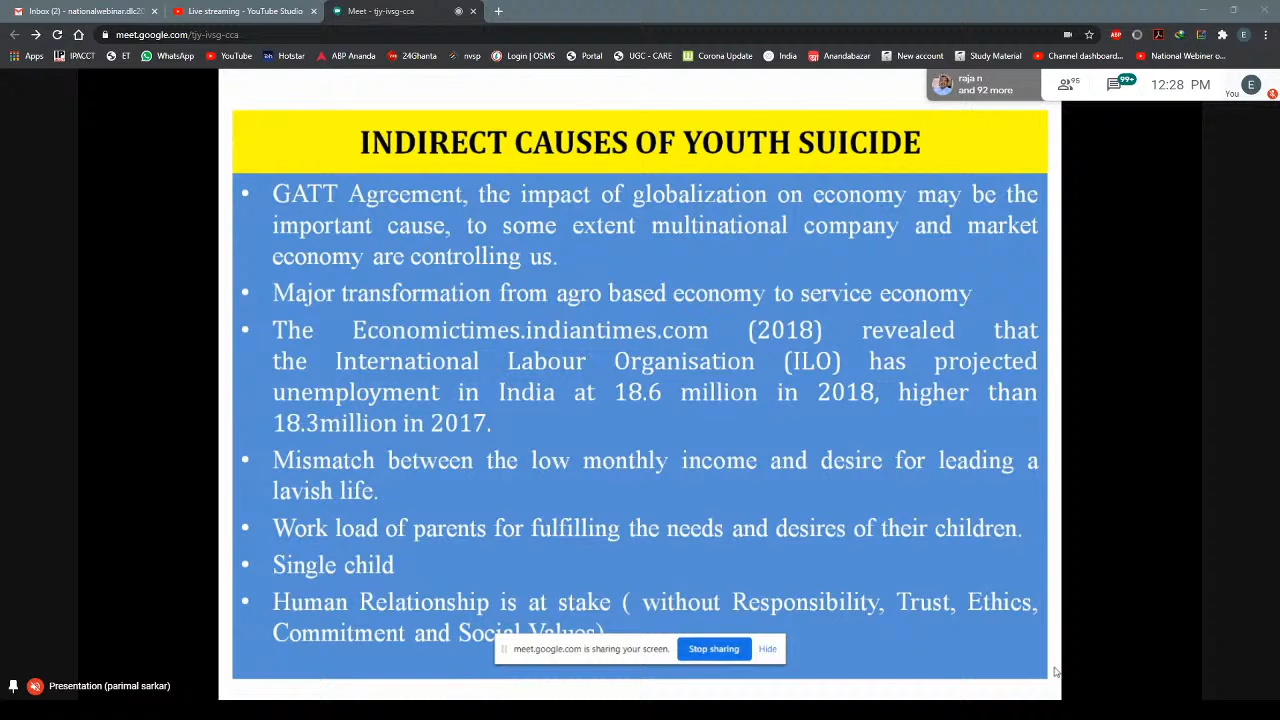 Inbox (2) - nationalwebinar.dlc20
Live streaming - YouTube Studio
Meet - tjy-ivsg-cca
meet.google.com/tjy-ivsg-cca
Apps IPACCT ET WhatsApp YouTube Hotstar ABP Ananda 24Ghanta nvsp Login | OSMS Portal UGC - CARE Corona Update India Anandabazar New account Study Material Channel dashboard... National Webinar o...
raja n
and 92 more
95
99+
12:28 PM
You
E
INDIRECT CAUSES OF YOUTH SUICIDE
• GATT Agreement, the impact of globalization on economy may be the
important cause, to some extent multinational company and market
economy are controlling us.
• Major transformation from agro based economy to service economy
• The Economictimes.indiantimes.com (2018) revealed that
the International Labour Organisation (ILO) has projected
unemployment in India at 18.6 million in 2018, higher than
18.3million in 2017.
• Mismatch between the low monthly income and desire for leading a
lavish life.
• Work load of parents for fulfilling the needs and desires of their children.
• Single child
• Human Relationship is at stake ( without Responsibility, Trust, Ethics,
Commitment and Social Values)
meet.google.com is sharing your screen. Stop sharing Hide
Presentation (parimal sarkar)